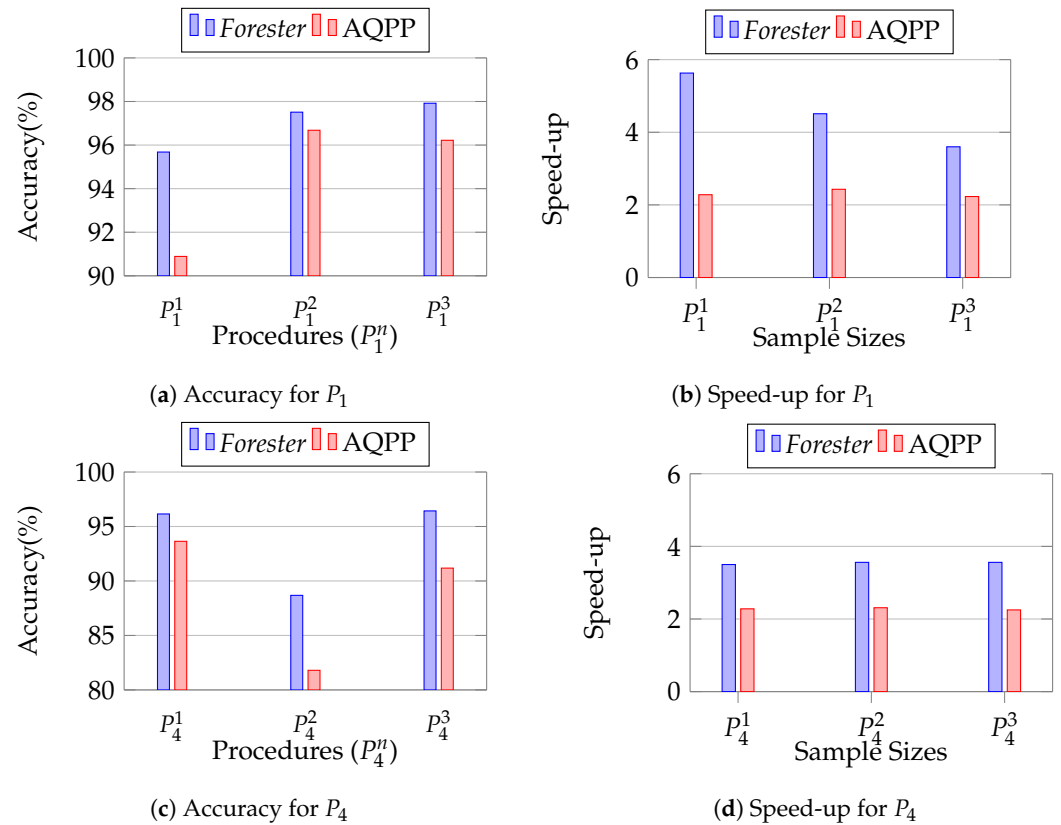 Forester AQPP
100
98
96
94
92
90
Accuracy(%)
P_1^1 P_1^2 P_1^3
Procedures (P_1^n)
(a) Accuracy for P_1
Forester AQPP
6
4
2
0
Speed-up
P_1^1 P_1^2 P_1^3
Sample Sizes
(b) Speed-up for P_1
Forester AQPP
100
95
90
85
80
Accuracy(%)
P_4^1 P_4^2 P_4^3
Procedures (P_4^n)
(c) Accuracy for P_4
Forester AQPP
6
4
2
0
Speed-up
P_4^1 P_4^2 P_4^3
Sample Sizes
(d) Speed-up for P_4